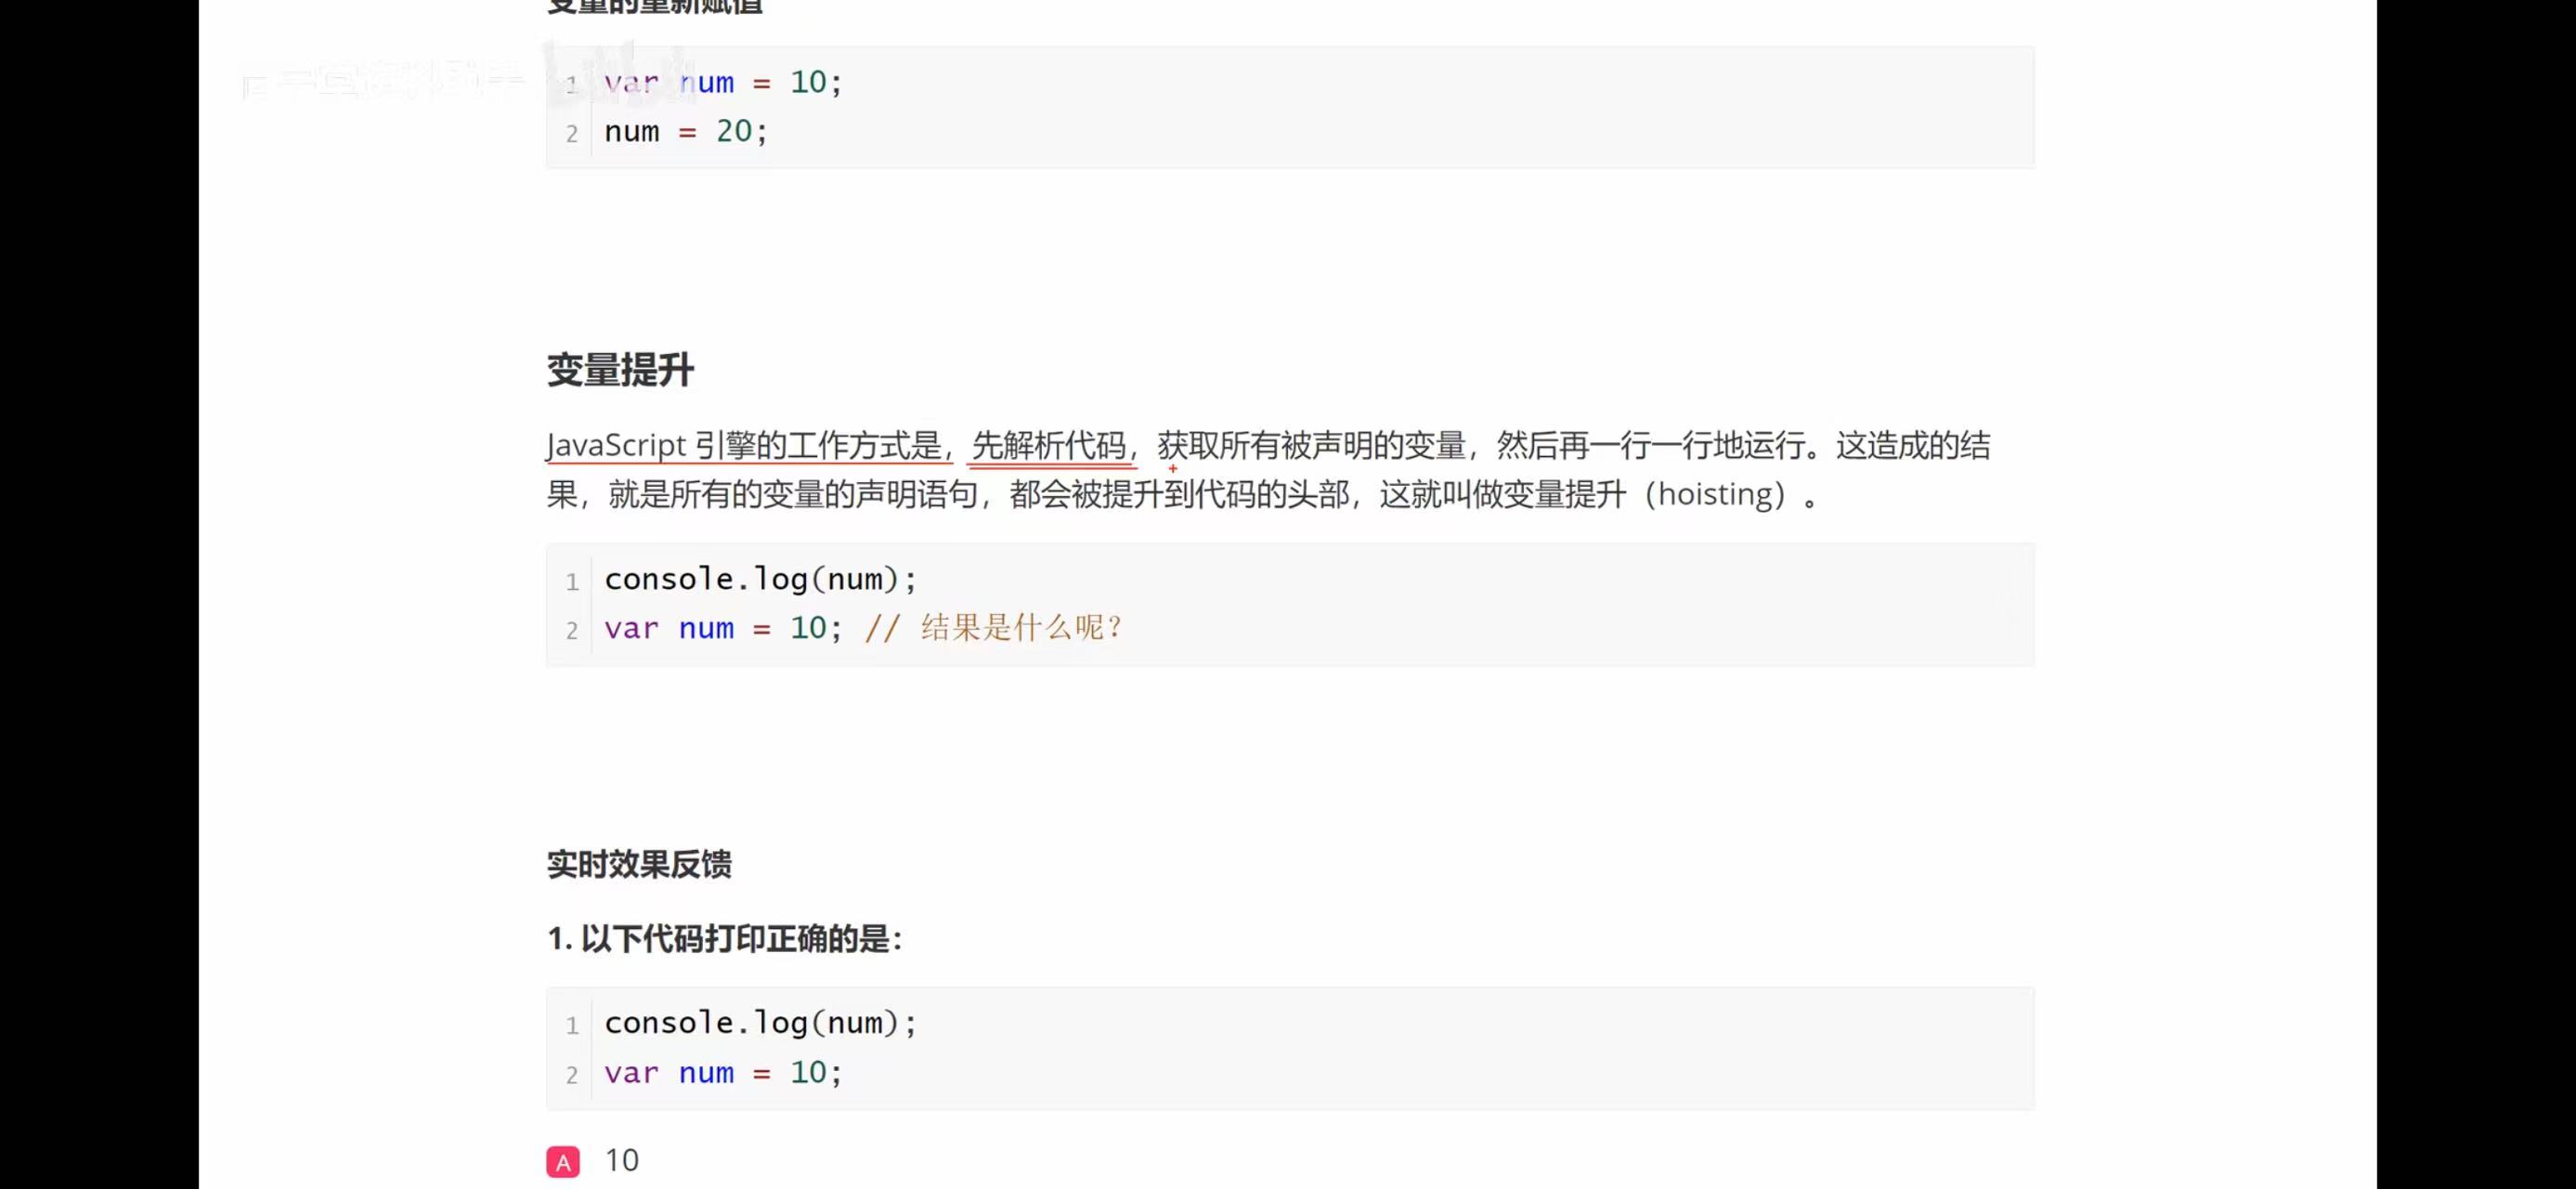 变量的重新赋值
1 var num = 10;
2 num = 20;
变量提升
JavaScript 引擎的工作方式是，先解析代码，获取所有被声明的变量，然后再一行一行地运行。这造成的结
果，就是所有的变量的声明语句，都会被提升到代码的头部，这就叫做变量提升（hoisting）。
1 console.log(num);
2 var num = 10; // 结果是什么呢？
实时效果反馈
1. 以下代码打印正确的是：
1 console.log(num);
2 var num = 10;
A 10